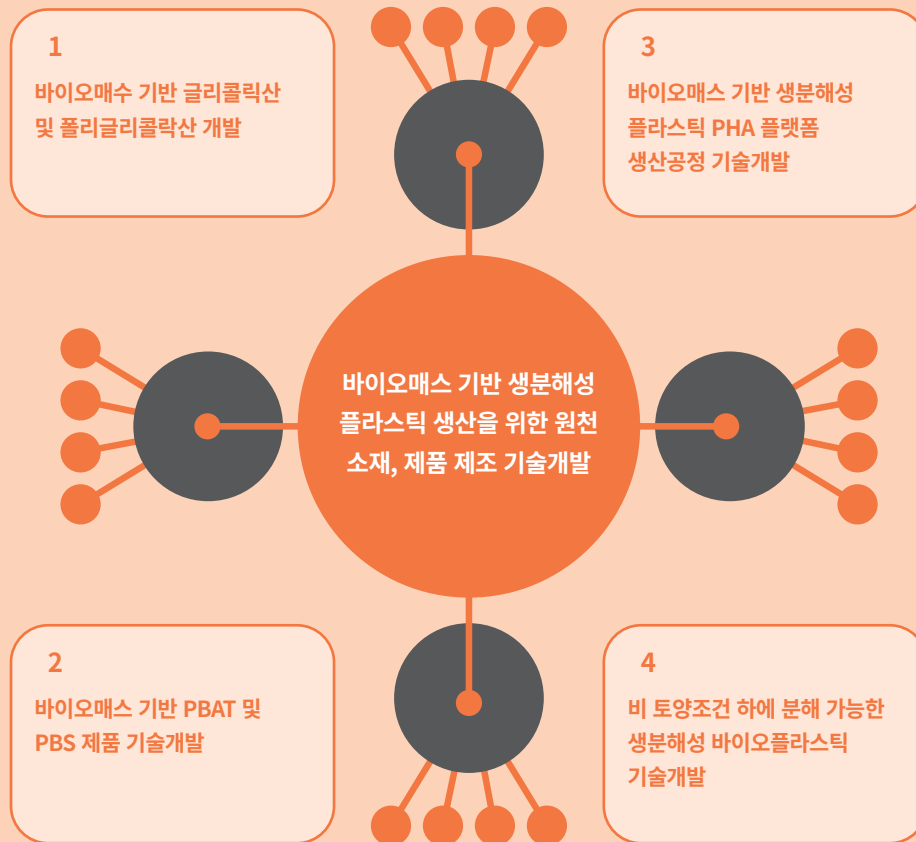 1
바이오매수 기반 글리콜릭산
및 폴리글리콜락산 개발
3
바이오매스 기반 생분해성
플라스틱 PHA 플랫폼
생산공정 기술개발
바이오매스 기반 생분해성
플라스틱 생산을 위한 원천
소재, 제품 제조 기술개발
2
바이오매스 기반 PBAT 및
PBS 제품 기술개발
4
비 토양조건 하에 분해 가능한
생분해성 바이오플라스틱
기술개발